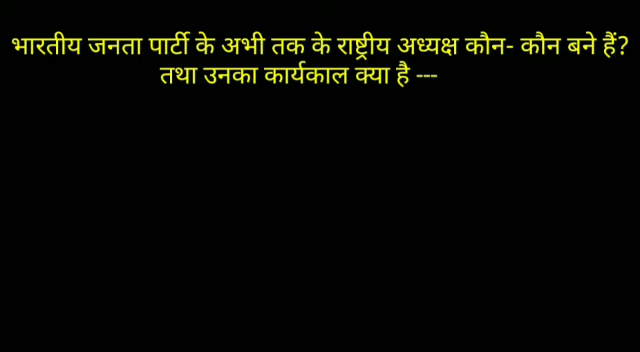 भारतीय जनता पार्टी के अभी तक के राष्ट्रीय अध्यक्ष कौन- कौन बने हैं?
तथा उनका कार्यकाल क्या है ---